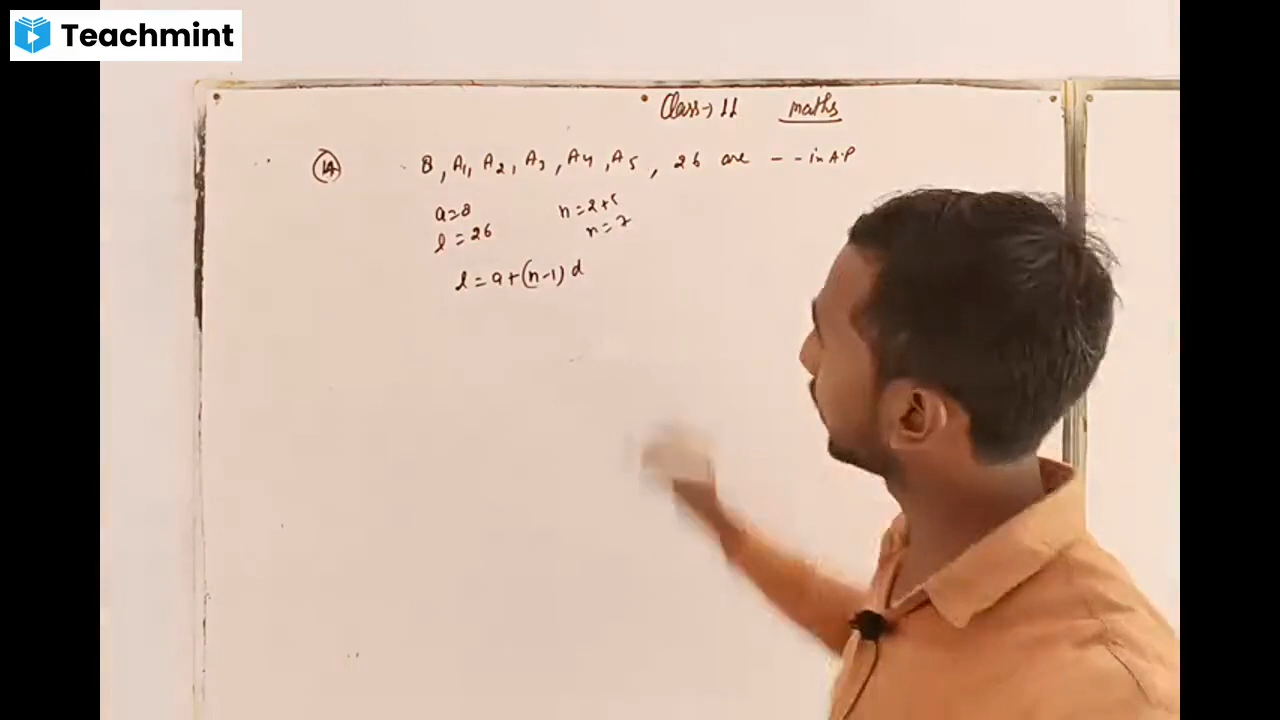 Teachmint
Class→ 11 maths
14 8, A1, A2, A3, A4, A5, 26 are - - in A.P
a=8 n=2+5
l=26 n=7
l=a+(n-1)d